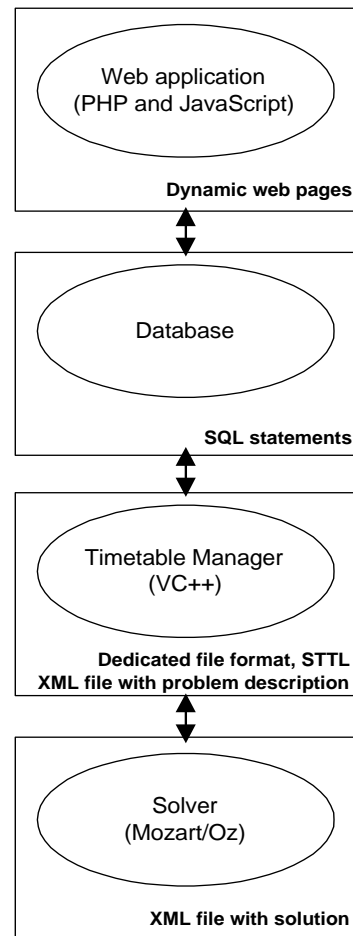 Web application
(PHP and JavaScript)
Dynamic web pages
Database
SQL statements
Timetable Manager
(VC++)
Dedicated file format, STTL
XML file with problem description
Solver
(Mozart/Oz)
XML file with solution